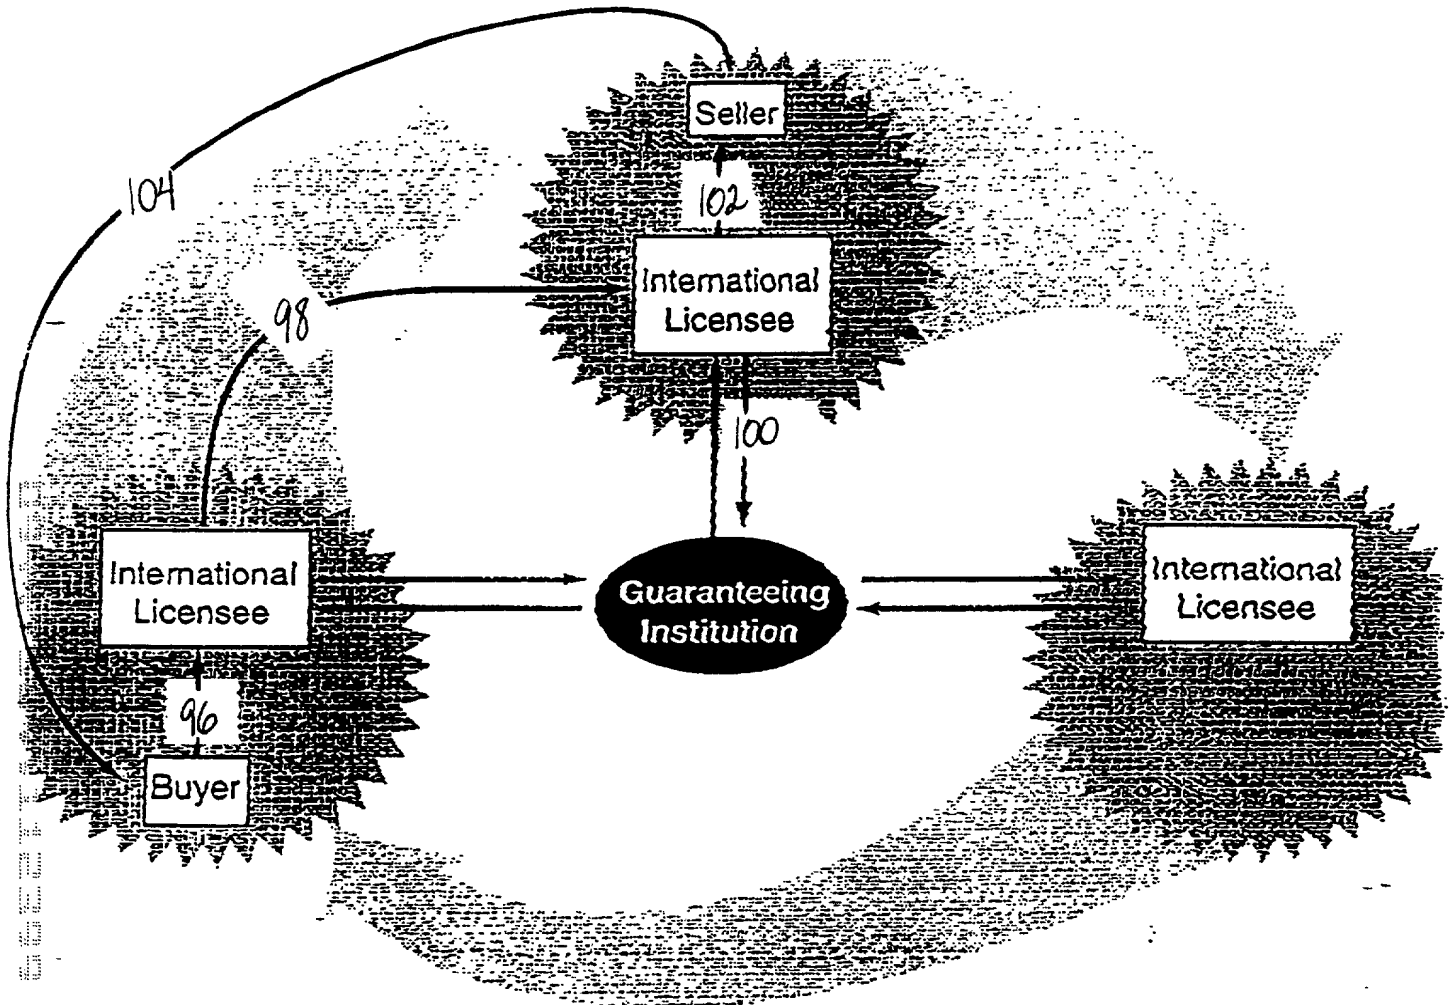 Seller
104
102
International
Licensee
98
100
International
Licensee
Guaranteeing
Institution
International
Licensee
96
Buyer